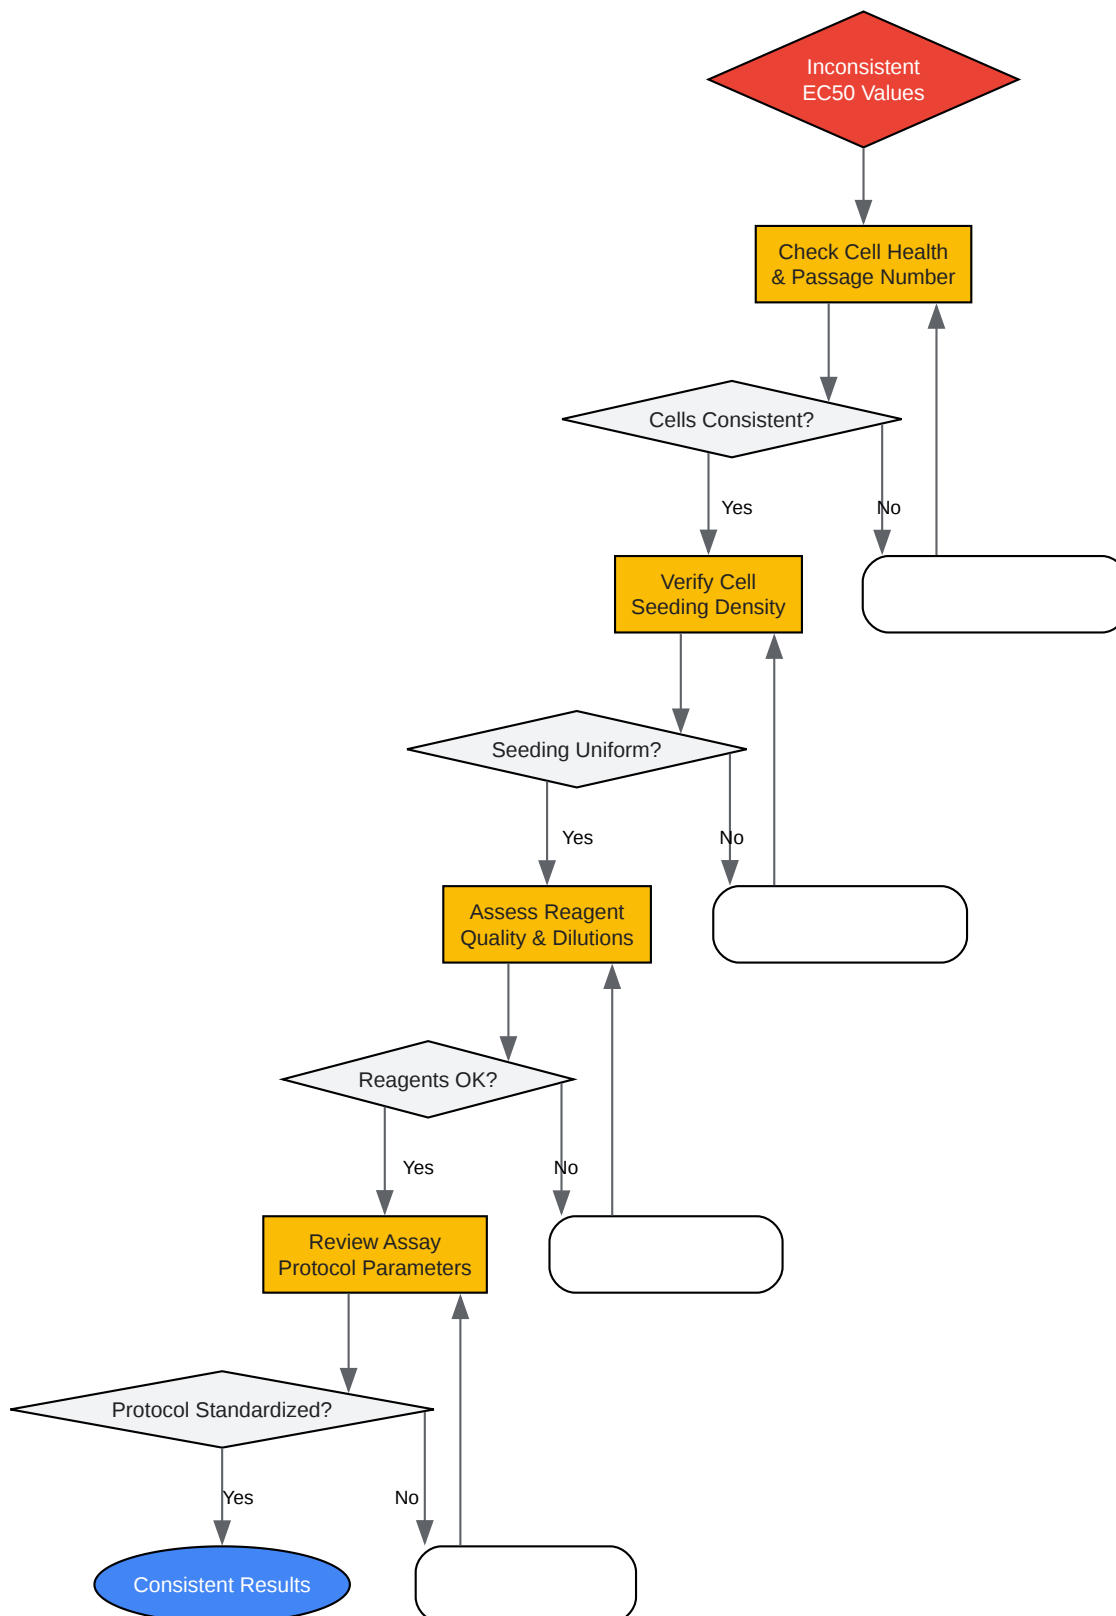 Inconsistent
EC50 Values
Check Cell Health
& Passage Number
Cells Consistent?
Yes
No
Verify Cell
Seeding Density
Seeding Uniform?
Yes
No
Assess Reagent
Quality & Dilutions
Reagents OK?
Yes
No
Review Assay
Protocol Parameters
Protocol Standardized?
Yes
No
Consistent Results